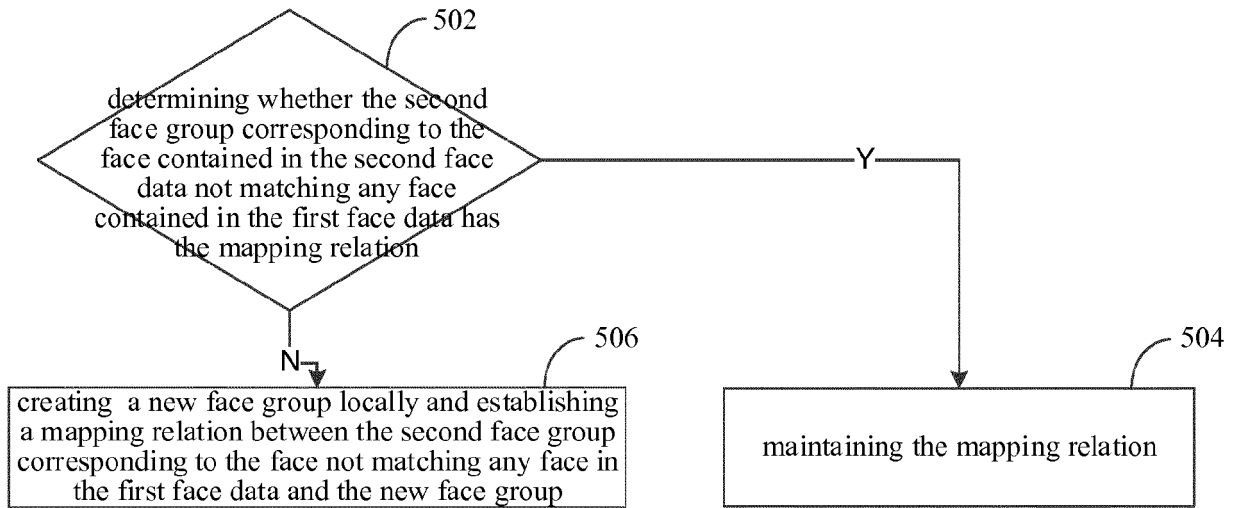 502
determining whether the second
face group corresponding to the
face contained in the second face
data not matching any face
contained in the first face data has
the mapping relation
Y
N
506
creating a new face group locally and establishing
a mapping relation between the second face group
corresponding to the face not matching any face in
the first face data and the new face group
504
maintaining the mapping relation